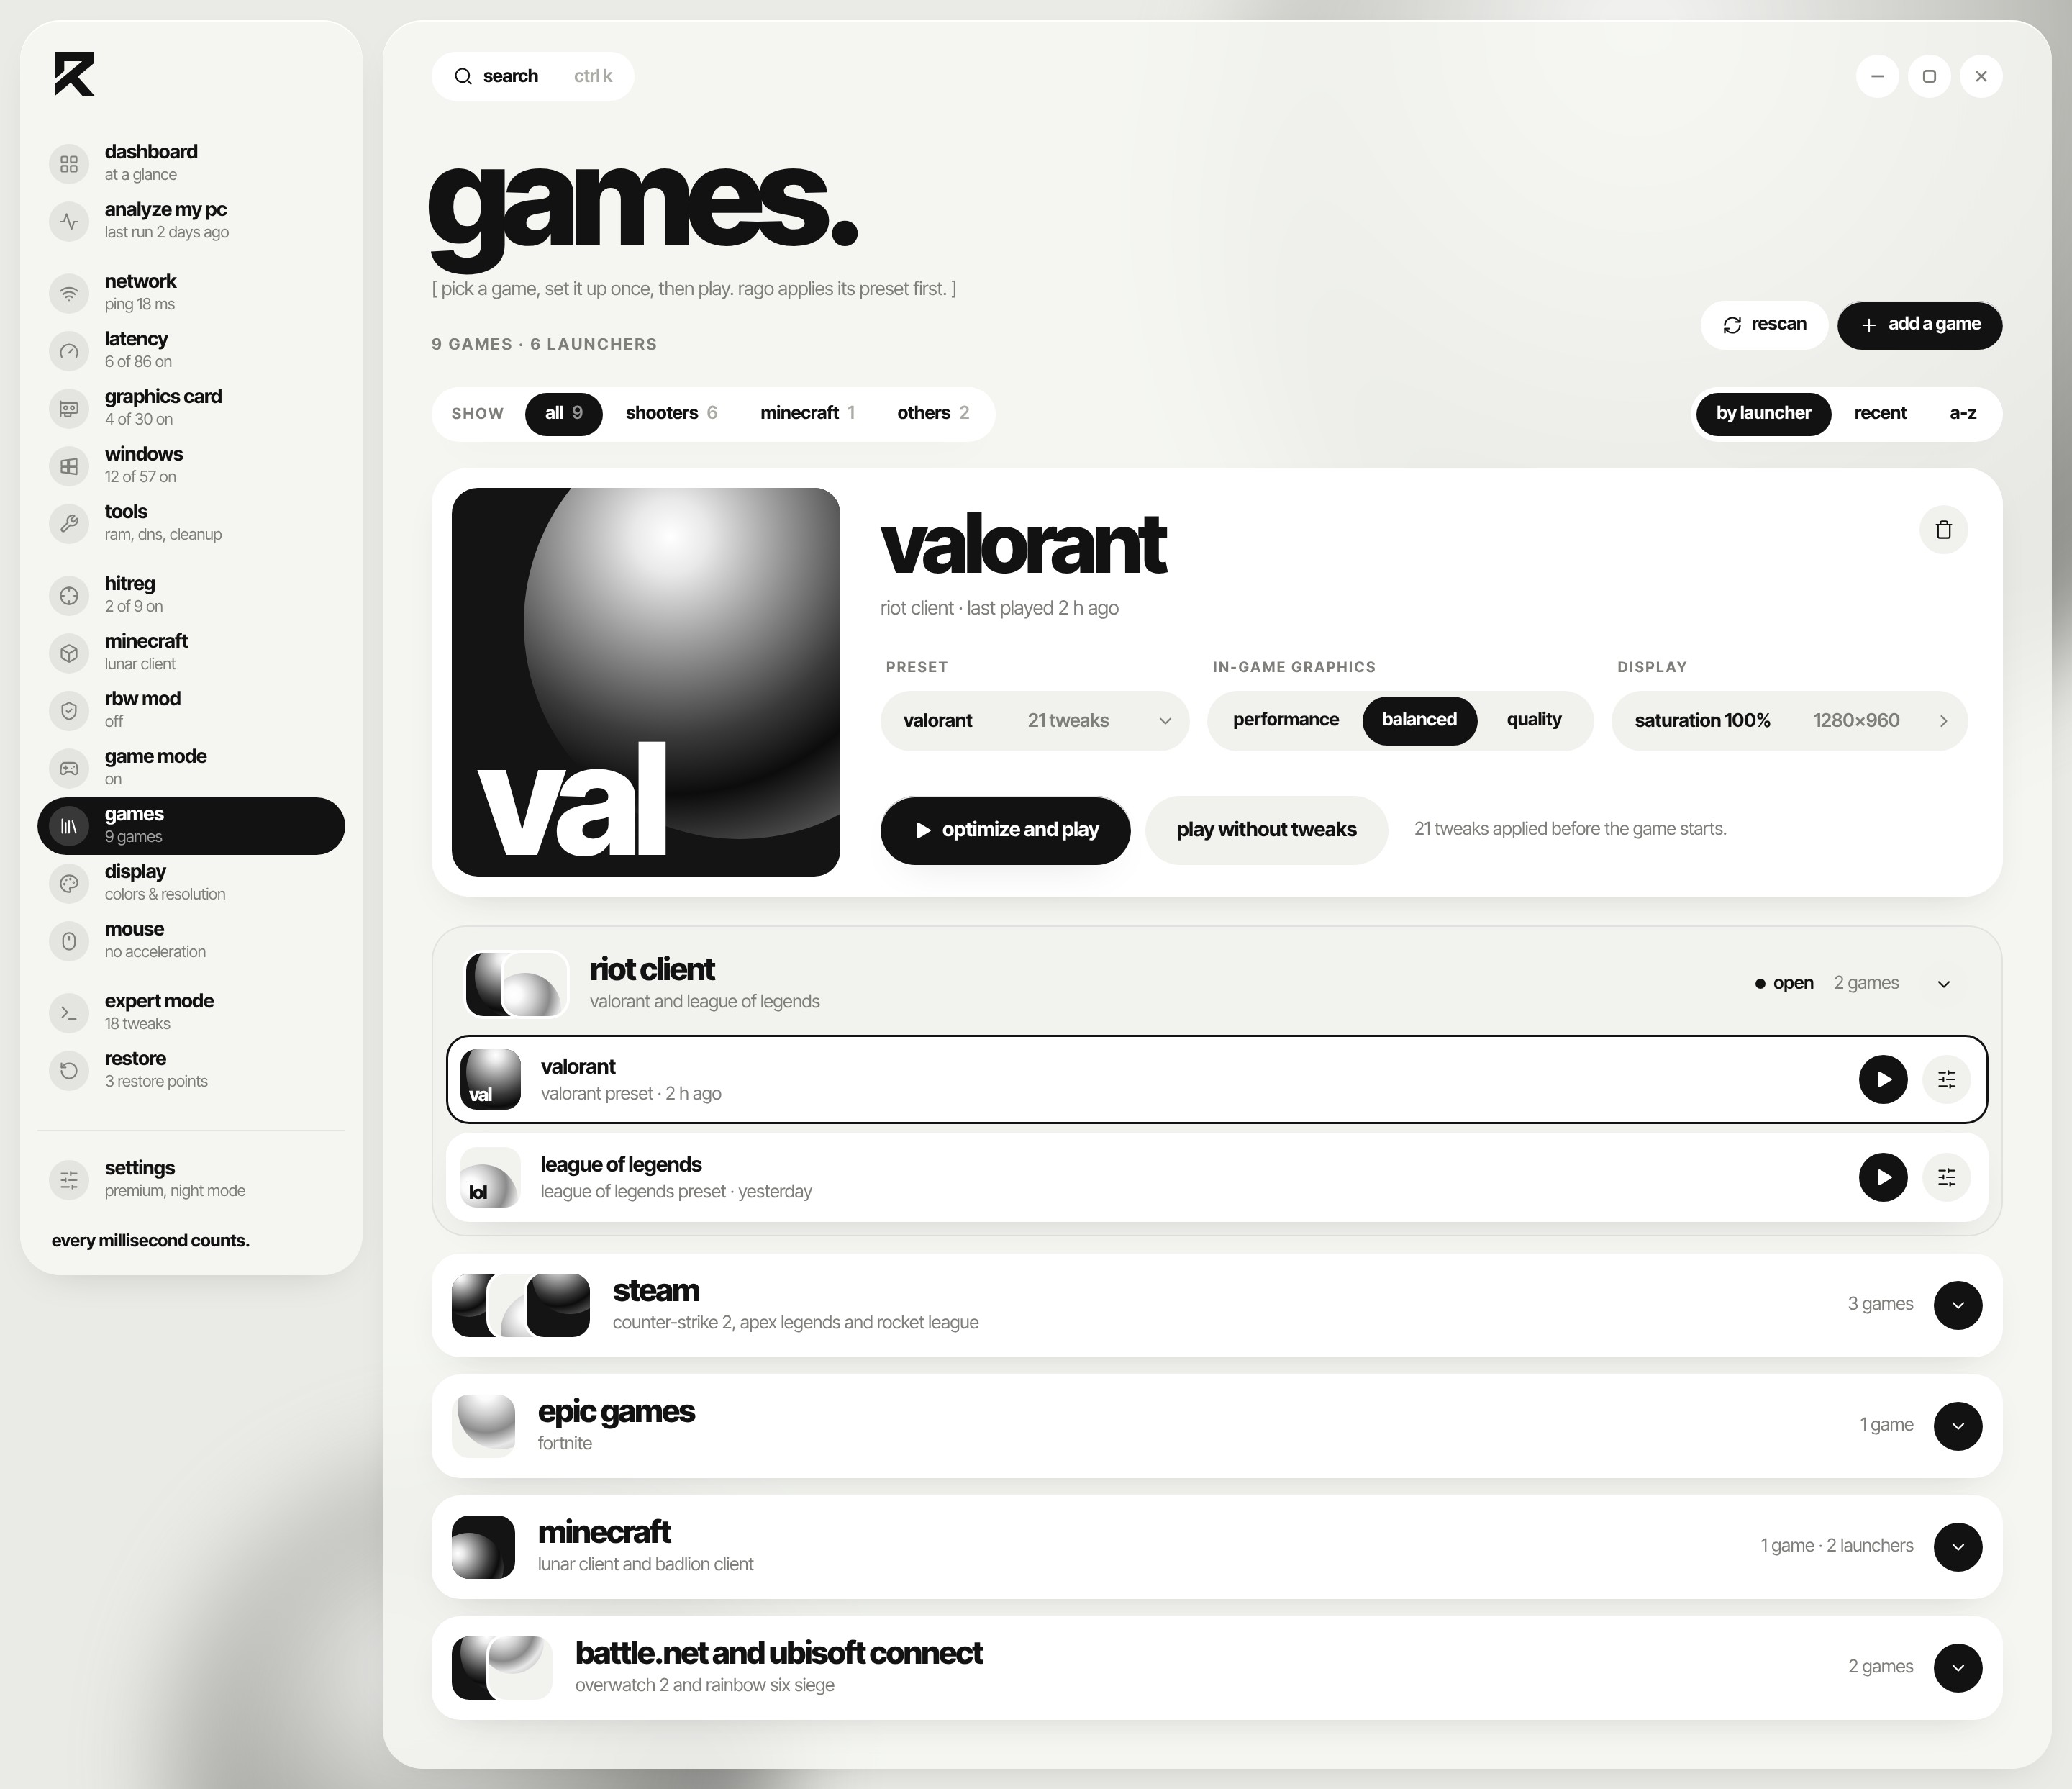 search ctrl k
dashboard
at a glance
analyze my pc
last run 2 days ago
network
ping 18 ms
latency
6 of 86 on
graphics card
4 of 30 on
windows
12 of 57 on
tools
ram, dns, cleanup
hitreg
2 of 9 on
minecraft
lunar client
rbw mod
off
game mode
on
games
9 games
display
colors & resolution
mouse
no acceleration
expert mode
18 tweaks
restore
3 restore points
settings
premium, night mode
every millisecond counts.
games.
[ pick a game, set it up once, then play. rago applies its preset first. ]
9 GAMES · 6 LAUNCHERS
rescan
add a game
SHOW all 9 shooters 6 minecraft 1 others 2
by launcher recent a-z
val
valorant
riot client · last played 2 h ago
PRESET IN-GAME GRAPHICS DISPLAY
valorant 21 tweaks performance balanced quality saturation 100% 1280×960
optimize and play play without tweaks 21 tweaks applied before the game starts.
riot client
valorant and league of legends
open 2 games
val
valorant
valorant preset · 2 h ago
lol
league of legends
league of legends preset · yesterday
steam
counter-strike 2, apex legends and rocket league
3 games
epic games
fortnite
1 game
minecraft
lunar client and badlion client
1 game · 2 launchers
battle.net and ubisoft connect
overwatch 2 and rainbow six siege
2 games